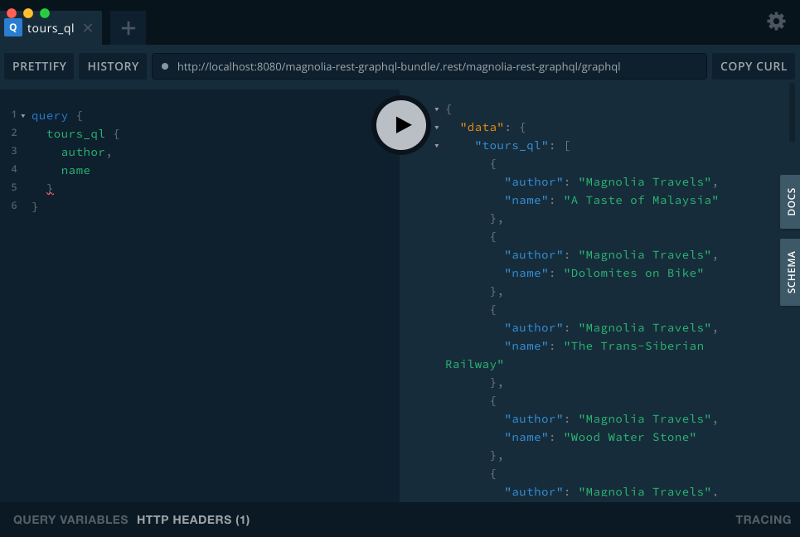 Q tours_ql × +
PRETTIFY HISTORY http://localhost:8080/magnolia-rest-graphql-bundle/.rest/magnolia-rest-graphql/graphql COPY CURL
1 query {
2 tours_ql {
3 author,
4 name
5 }
6 }
{
"data": {
"tours_ql": [
{
"author": "Magnolia Travels",
"name": "A Taste of Malaysia"
},
{
"author": "Magnolia Travels",
"name": "Dolomites on Bike"
},
{
"author": "Magnolia Travels",
"name": "The Trans-Siberian
Railway"
},
{
"author": "Magnolia Travels",
"name": "Wood Water Stone"
},
{
"author": "Magnolia Travels",
DOCS
SCHEMA
QUERY VARIABLES HTTP HEADERS (1) TRACING